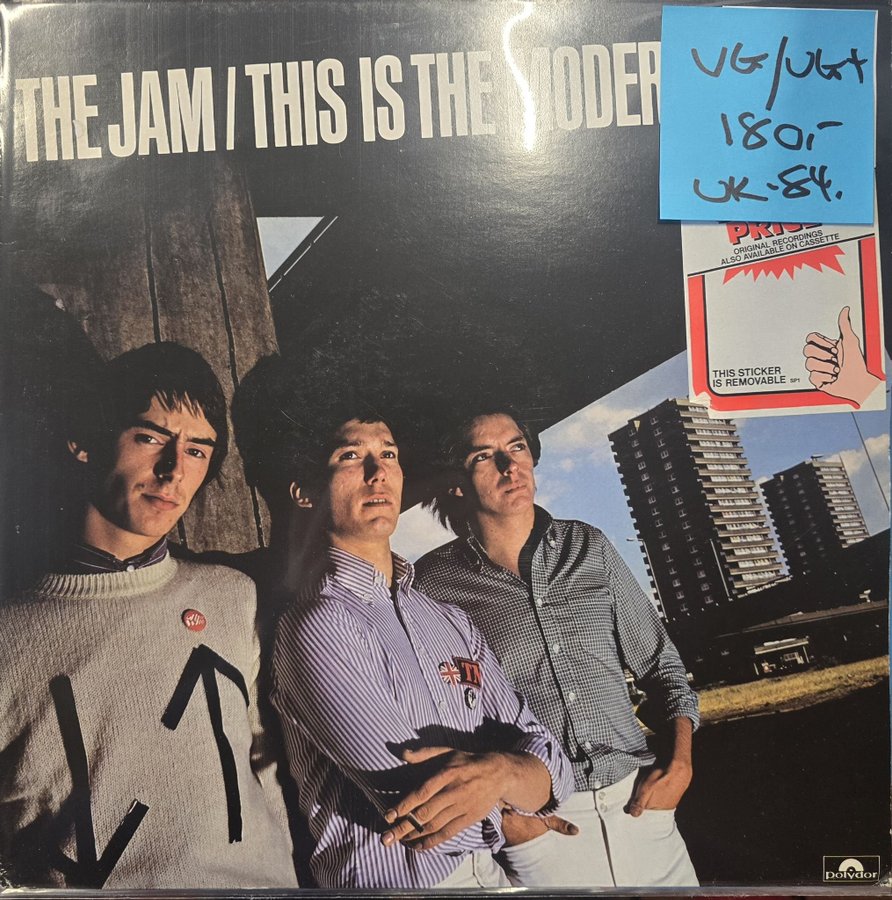 THE JAM / THIS IS THE MODER
VG/VG+
180,-
UK-84.
PRICE
ORIGINAL RECORDINGS
ALSO AVAILABLE ON CASSETTE
THIS STICKER
IS REMOVABLE SP1
polydor